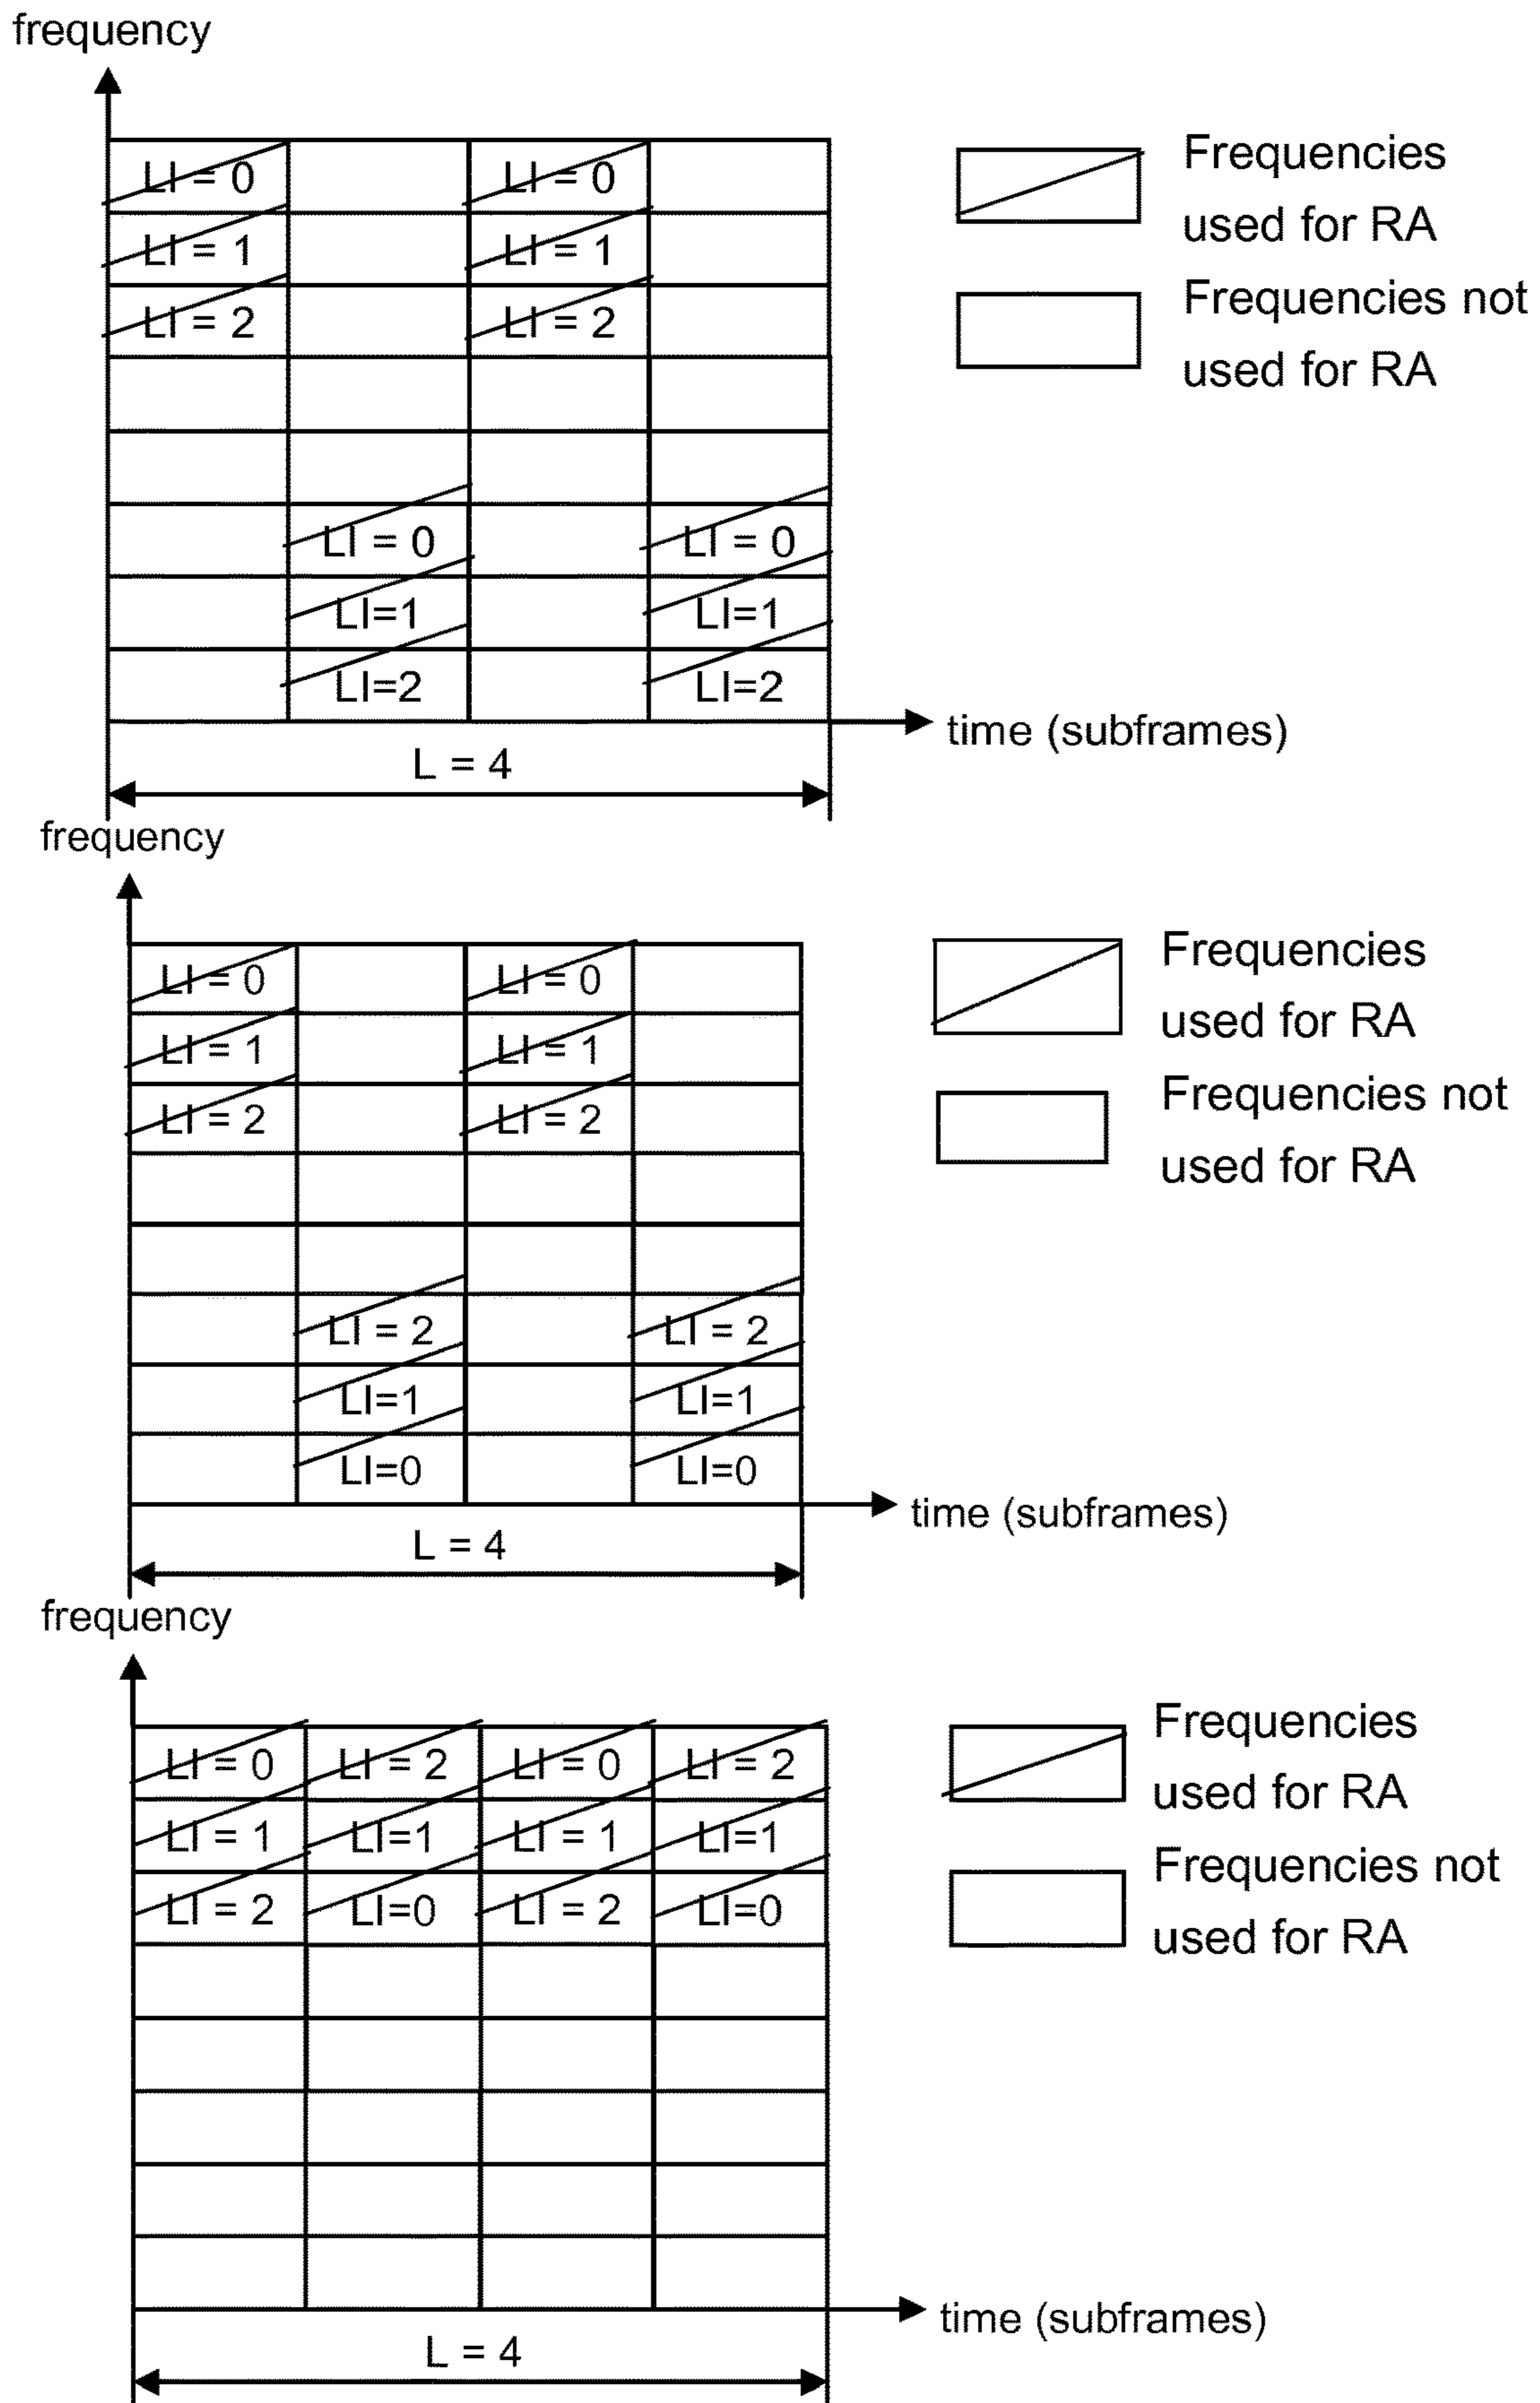 frequency
LI = 0 LI = 0
LI = 1 LI = 1
LI = 2 LI = 2
LI = 0 LI = 0
LI=1 LI=1
LI=2 LI=2
time (subframes)
L = 4
Frequencies
used for RA
Frequencies not
used for RA
frequency
LI = 0 LI = 0
LI = 1 LI = 1
LI = 2 LI = 2
LI = 2 LI = 2
LI=1 LI=1
LI=0 LI=0
time (subframes)
L = 4
Frequencies
used for RA
Frequencies not
used for RA
frequency
LI = 0 LI = 2 LI = 0 LI = 2
LI = 1 LI=1 LI = 1 LI=1
LI = 2 LI=0 LI = 2 LI=0
time (subframes)
L = 4
Frequencies
used for RA
Frequencies not
used for RA